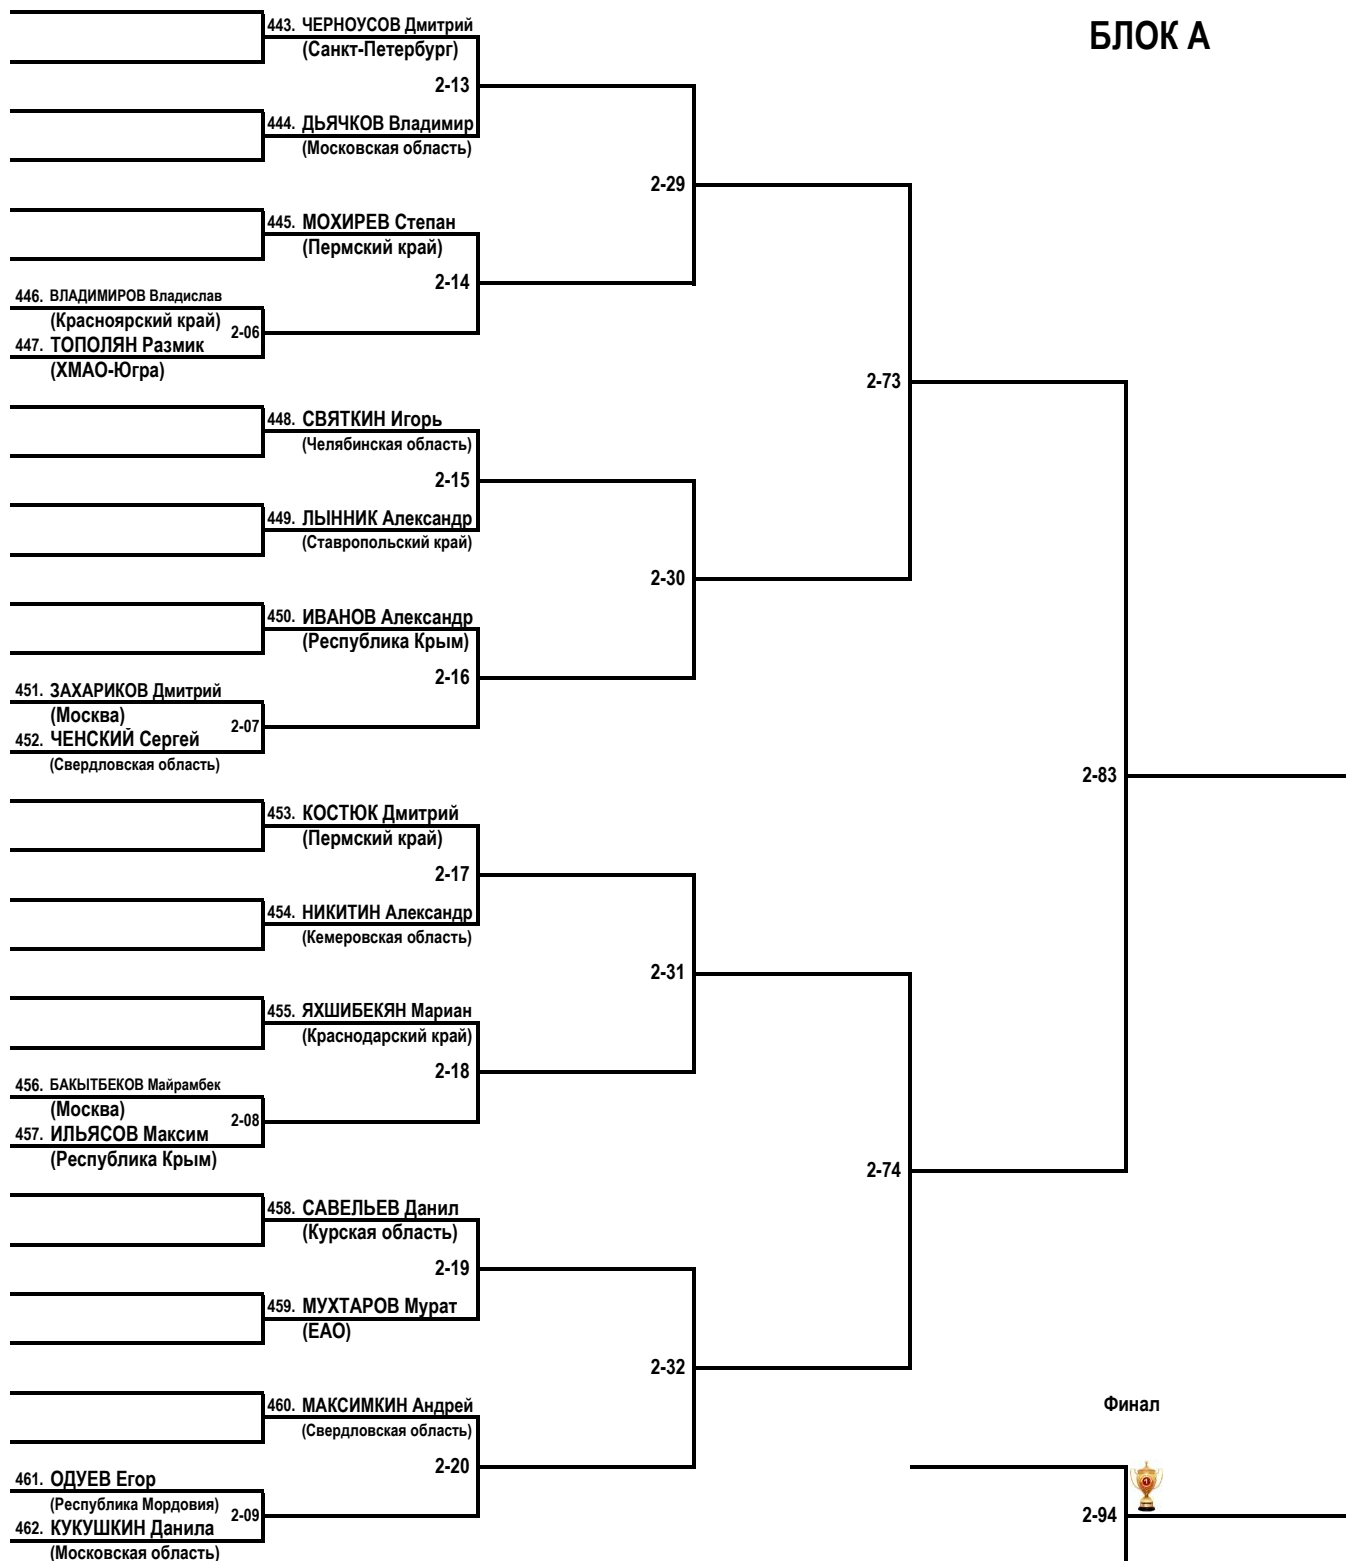 БЛОК А
443. ЧЕРНОУСОВ Дмитрий
(Санкт-Петербург)
2-13
444. ДЬЯЧКОВ Владимир
(Московская область)
2-29
445. МОХИРЕВ Степан
(Пермский край)
2-14
446. ВЛАДИМИРОВ Владислав
(Красноярский край)
2-06
447. ТОПОЛЯН Размик
(ХМАО-Югра)
2-73
448. СВЯТКИН Игорь
(Челябинская область)
2-15
449. ЛЫННИК Александр
(Ставропольский край)
2-30
450. ИВАНОВ Александр
(Республика Крым)
2-16
451. ЗАХАРИКОВ Дмитрий
(Москва)
2-07
452. ЧЕНСКИЙ Сергей
(Свердловская область)
2-83
453. КОСТЮК Дмитрий
(Пермский край)
2-17
454. НИКИТИН Александр
(Кемеровская область)
2-31
455. ЯХШИБЕКЯН Мариан
(Краснодарский край)
2-18
456. БАКЫТБЕКОВ Майрамбек
(Москва)
2-08
457. ИЛЬЯСОВ Максим
(Республика Крым)
2-74
458. САВЕЛЬЕВ Данил
(Курская область)
2-19
459. МУХТАРОВ Мурат
(ЕАО)
2-32
460. МАКСИМКИН Андрей
(Свердловская область)
Финал
2-20
461. ОДУЕВ Егор
(Республика Мордовия)
2-09
2-94
462. КУКУШКИН Данила
(Московская область)